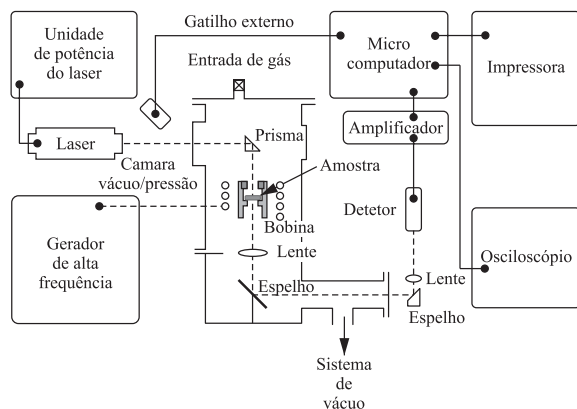 Unidade
de potência
do laser
Gatilho externo
Entrada de gás
Micro
computador
Impressora
Laser
Prisma
Amplificador
Camara
vácuo/pressão
Amostra
Detetor
Gerador
de alta
frequência
Bobina
Lente
Espelho
Lente
Espelho
Osciloscópio
Sistema
de
vácuo